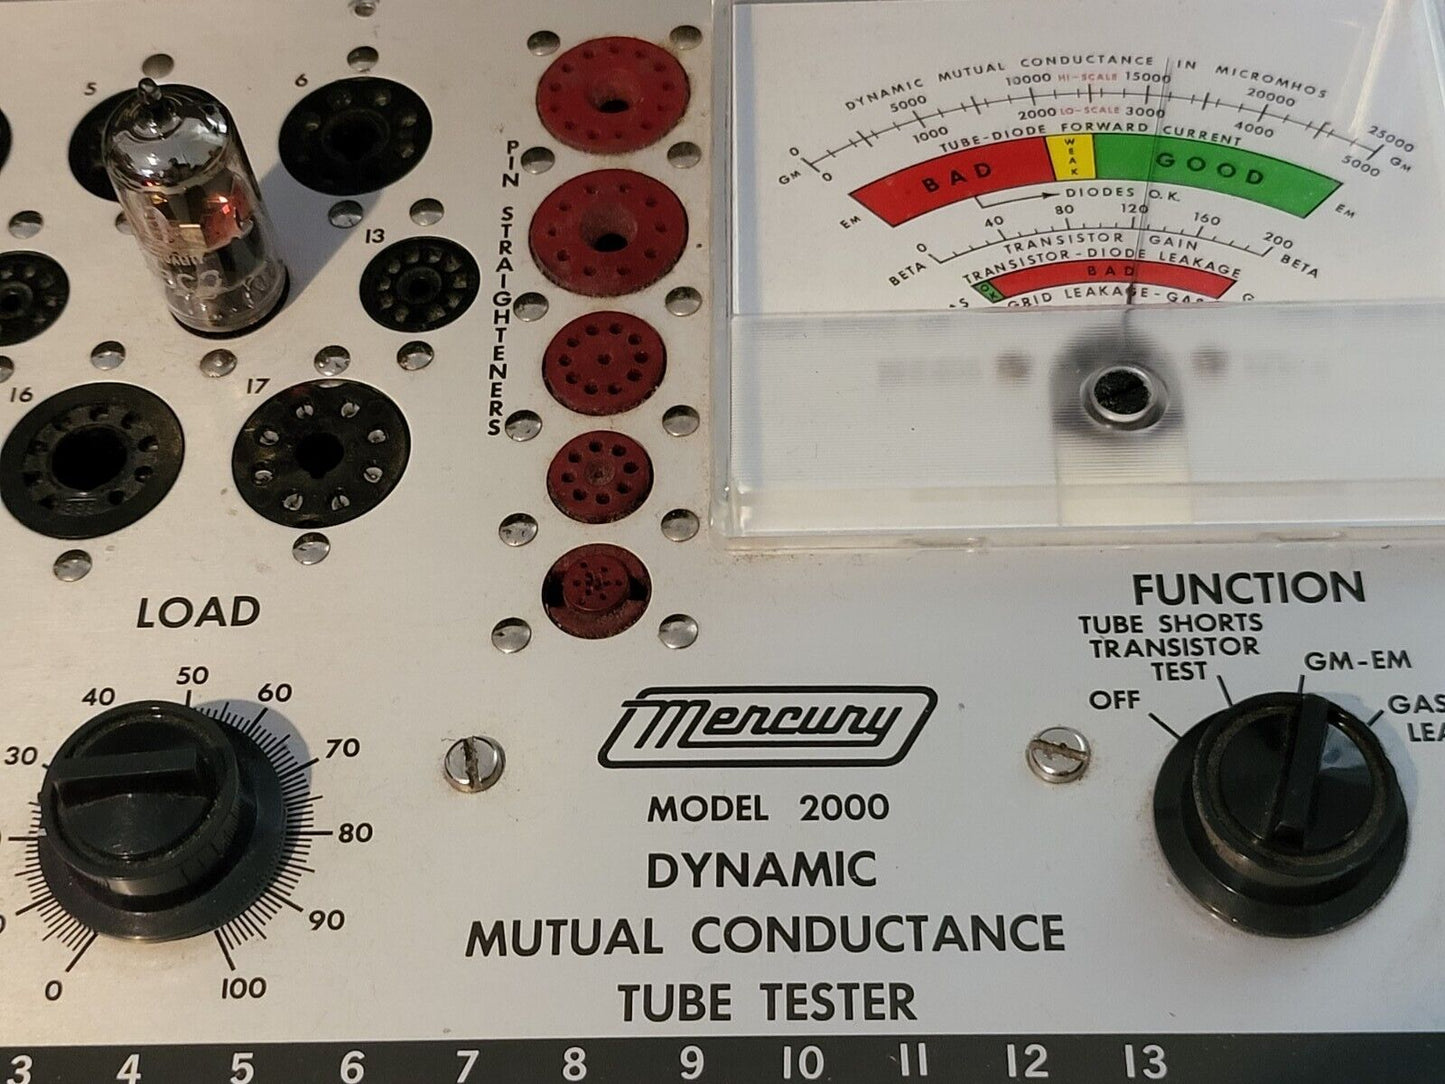 5
6
13
16
17
PIN STRAIGHTENERS
DYNAMIC MUTUAL CONDUCTANCE IN MICROMHOS
0 5000 10000 HI-SCALE 15000 20000 25000
GM GM
0 1000 2000 LO-SCALE 3000 4000 5000
TUBE-DIODE FORWARD CURRENT
EM BAD WEAK GOOD EM
DIODES O.K.
BETA 0 40 80 120 160 200 BETA
TRANSISTOR GAIN
TRANSISTOR-DIODE LEAKAGE
OK BAD
GRID LEAKAGE-GAS
LOAD
0 30 40 50 60 70 80 90 100
FUNCTION
TUBE SHORTS
TRANSISTOR
TEST
OFF
GM-EM
GAS
LEA
Mercury
MODEL 2000
DYNAMIC
MUTUAL CONDUCTANCE
TUBE TESTER
3 4 5 6 7 8 9 10 11 12 13